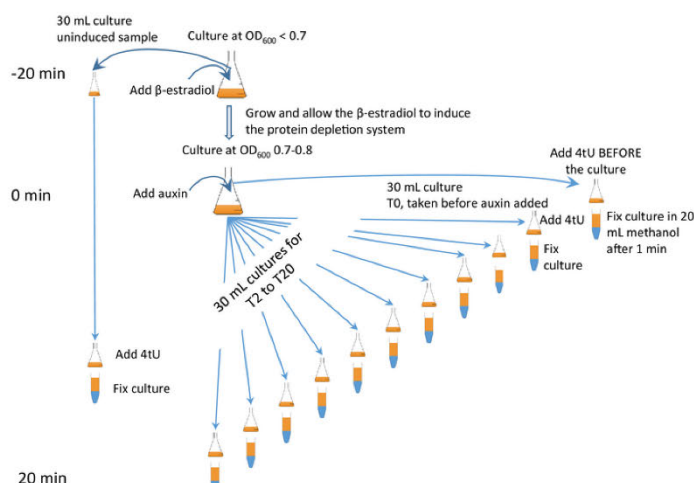 30 mL culture
uninduced sample
Culture at OD600 < 0.7
-20 min
Add β-estradiol
Grow and allow the β-estradiol to induce
the protein depletion system
Culture at OD600 0.7-0.8
Add 4tU BEFORE
the culture
0 min
Add auxin
30 mL culture
T0, taken before auxin added
Add 4tU
Fix culture in 20
mL methanol
after 1 min
Fix
culture
30 mL cultures for
T2 to T20
Add 4tU
Fix culture
20 min